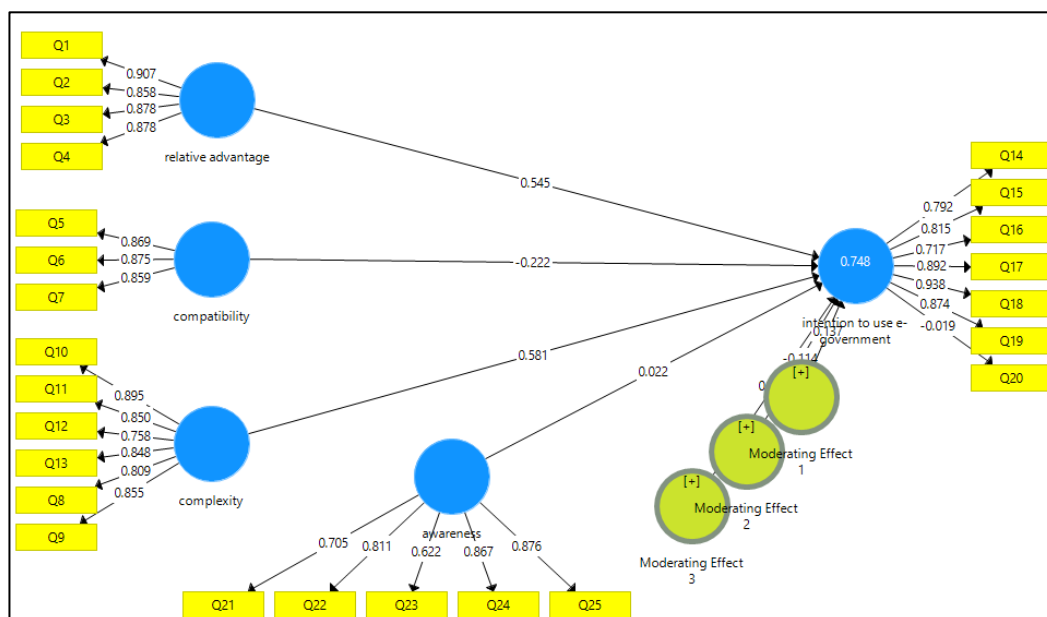 Q1
Q2
Q3
Q4
0.907
0.858
0.878
0.878
relative advantage
0.545
Q5
Q6
Q7
0.869
0.875
0.859
compatibility
-0.222
Q10
Q11
Q12
Q13
Q8
Q9
0.895
0.850
0.758
0.848
0.809
0.855
complexity
0.581
0.022
awareness
0.705
0.811
0.622
0.867
0.876
Q21
Q22
Q23
Q24
Q25
0.748
intention to use e-
government
0.792
0.815
0.717
0.892
0.938
0.874
-0.019
Q14
Q15
Q16
Q17
Q18
Q19
Q20
0.137
-0.114
[+]
Moderating Effect
1
[+]
Moderating Effect
2
[+]
Moderating Effect
3